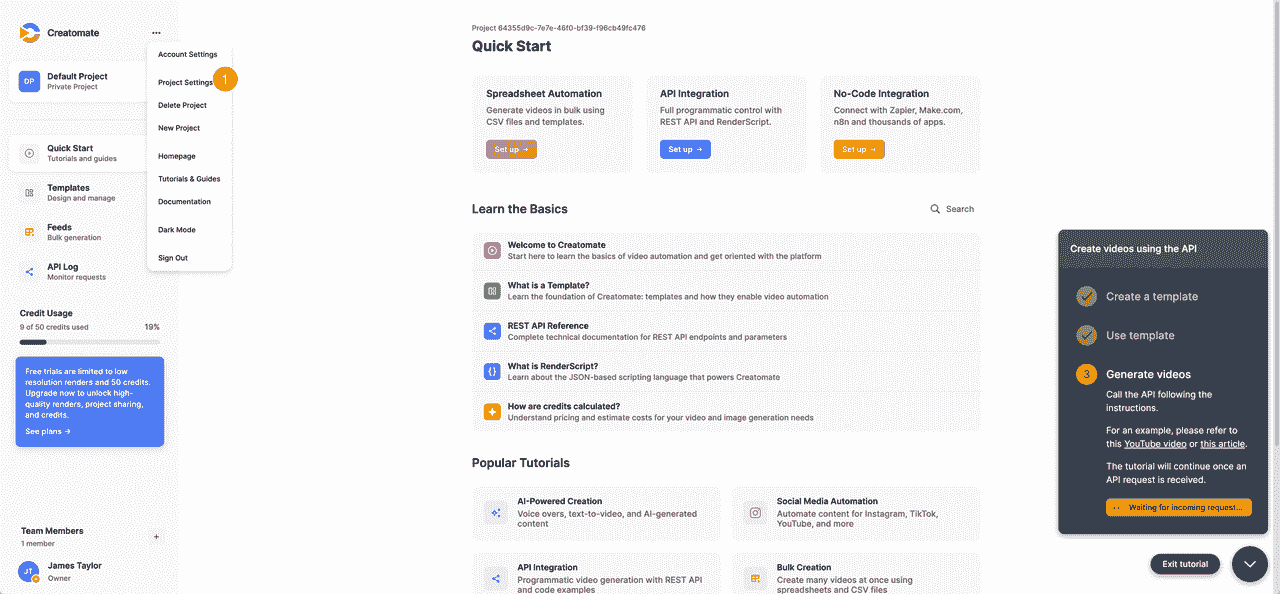 Creatomate
...
DP
Default Project
Private Project
Account Settings
Project Settings
1
Delete Project
New Project
Homepage
Tutorials & Guides
Documentation
Dark Mode
Sign Out
Quick Start
Tutorials and guides
Templates
Design and manage
Feeds
Bulk generation
API Log
Monitor requests
Credit Usage
9 of 50 credits used
19%
Free trials are limited to low
resolution renders and 50 credits.
Upgrade now to unlock high-
quality renders, project sharing,
and credits.
See plans →
Team Members
1 member
+
JT
James Taylor
Owner
Project 64355d9c-7e7e-46f0-bf39-f96cb49fc476
Quick Start
Spreadsheet Automation
Generate videos in bulk using
CSV files and templates.
Set up →
API Integration
Full programmatic control with
REST API and RenderScript.
Set up →
No-Code Integration
Connect with Zapier, Make.com,
n8n and thousands of apps.
Set up →
Learn the Basics
Search
Welcome to Creatomate
Start here to learn the basics of video automation and get oriented with the platform
What is a Template?
Learn the foundation of Creatomate: templates and how they enable video automation
REST API Reference
Complete technical documentation for REST API endpoints and parameters
{}
What is RenderScript?
Learn about the JSON-based scripting language that powers Creatomate
How are credits calculated?
Understand pricing and estimate costs for your video and image generation needs
Popular Tutorials
AI-Powered Creation
Voice overs, text-to-video, and AI-generated
content
Social Media Automation
Automate content for Instagram, TikTok,
YouTube, and more
API Integration
Programmatic video generation with REST API
and code examples
Bulk Creation
Create many videos at once using
spreadsheets and CSV files
Create videos using the API
Create a template
Use template
3
Generate videos
Call the API following the
instructions.
For an example, please refer to
this YouTube video or this article.
The tutorial will continue once an
API request is received.
Waiting for incoming request...
Exit tutorial